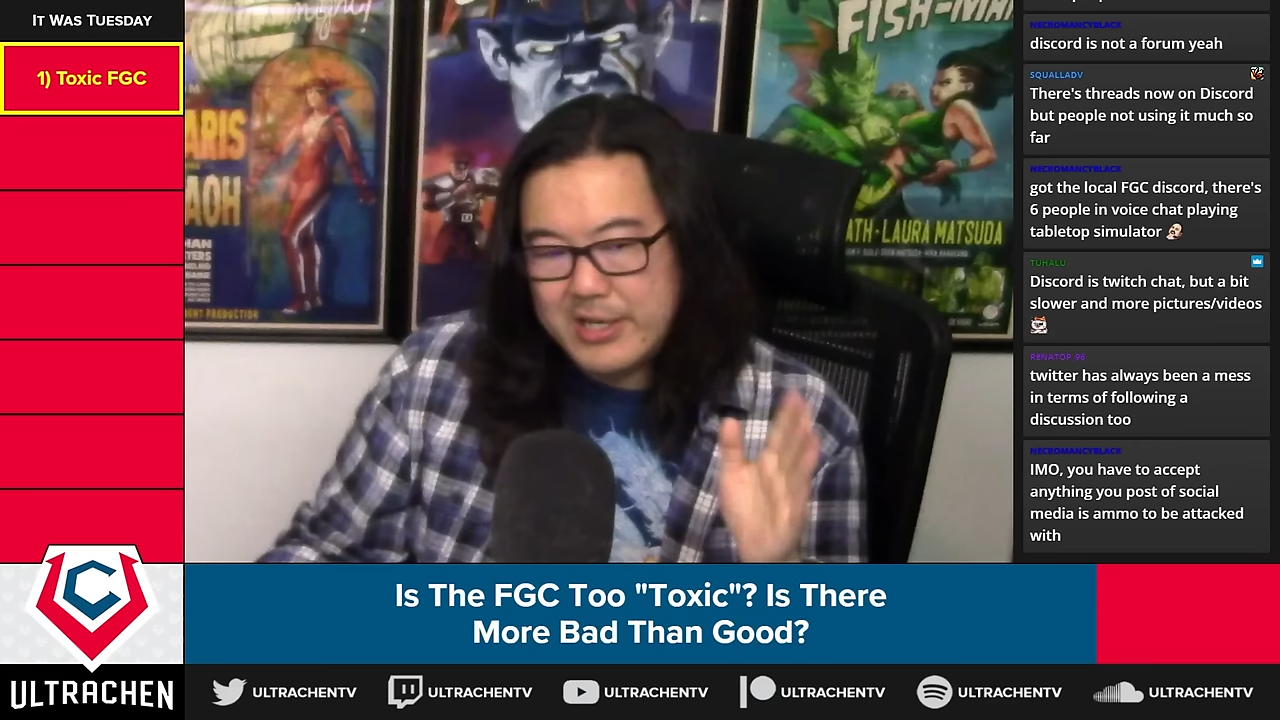 IT WAS TUESDAY
1) Toxic FGC
ARIS
AOH
FISH-MAN
ATH · LAURA MATSUDA
NECROMANCYBLACK
discord is not a forum yeah
SQUALLADV
There's threads now on Discord
but people not using it much so
far
NECROMANCYBLACK
got the local FGC discord, there's
6 people in voice chat playing
tabletop simulator
TUHALU
Discord is twitch chat, but a bit
slower and more pictures/videos
RENATOP_96
twitter has always been a mess
in terms of following a
discussion too
NECROMANCYBLACK
IMO, you have to accept
anything you post of social
media is ammo to be attacked
with
Is The FGC Too "Toxic"? Is There
More Bad Than Good?
ULTRACHEN
ULTRACHENTV ULTRACHENTV ULTRACHENTV ULTRACHENTV ULTRACHENTV ULTRACHENTV